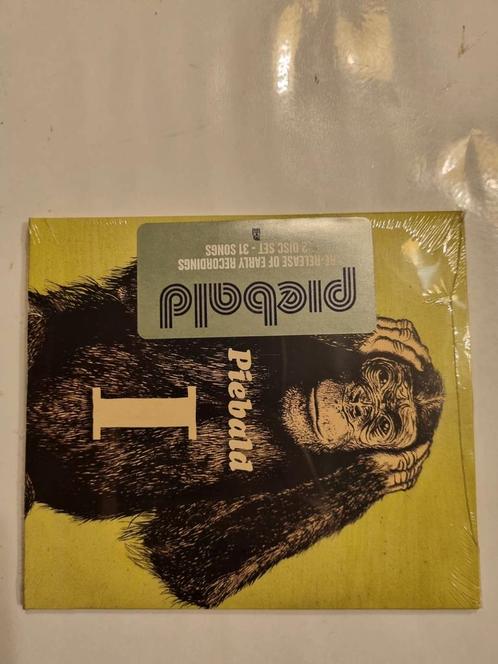 piebald
RE-RELEASE OF EARLY RECORDINGS
2 DISC SET - 31 SONGS
Piebald
I